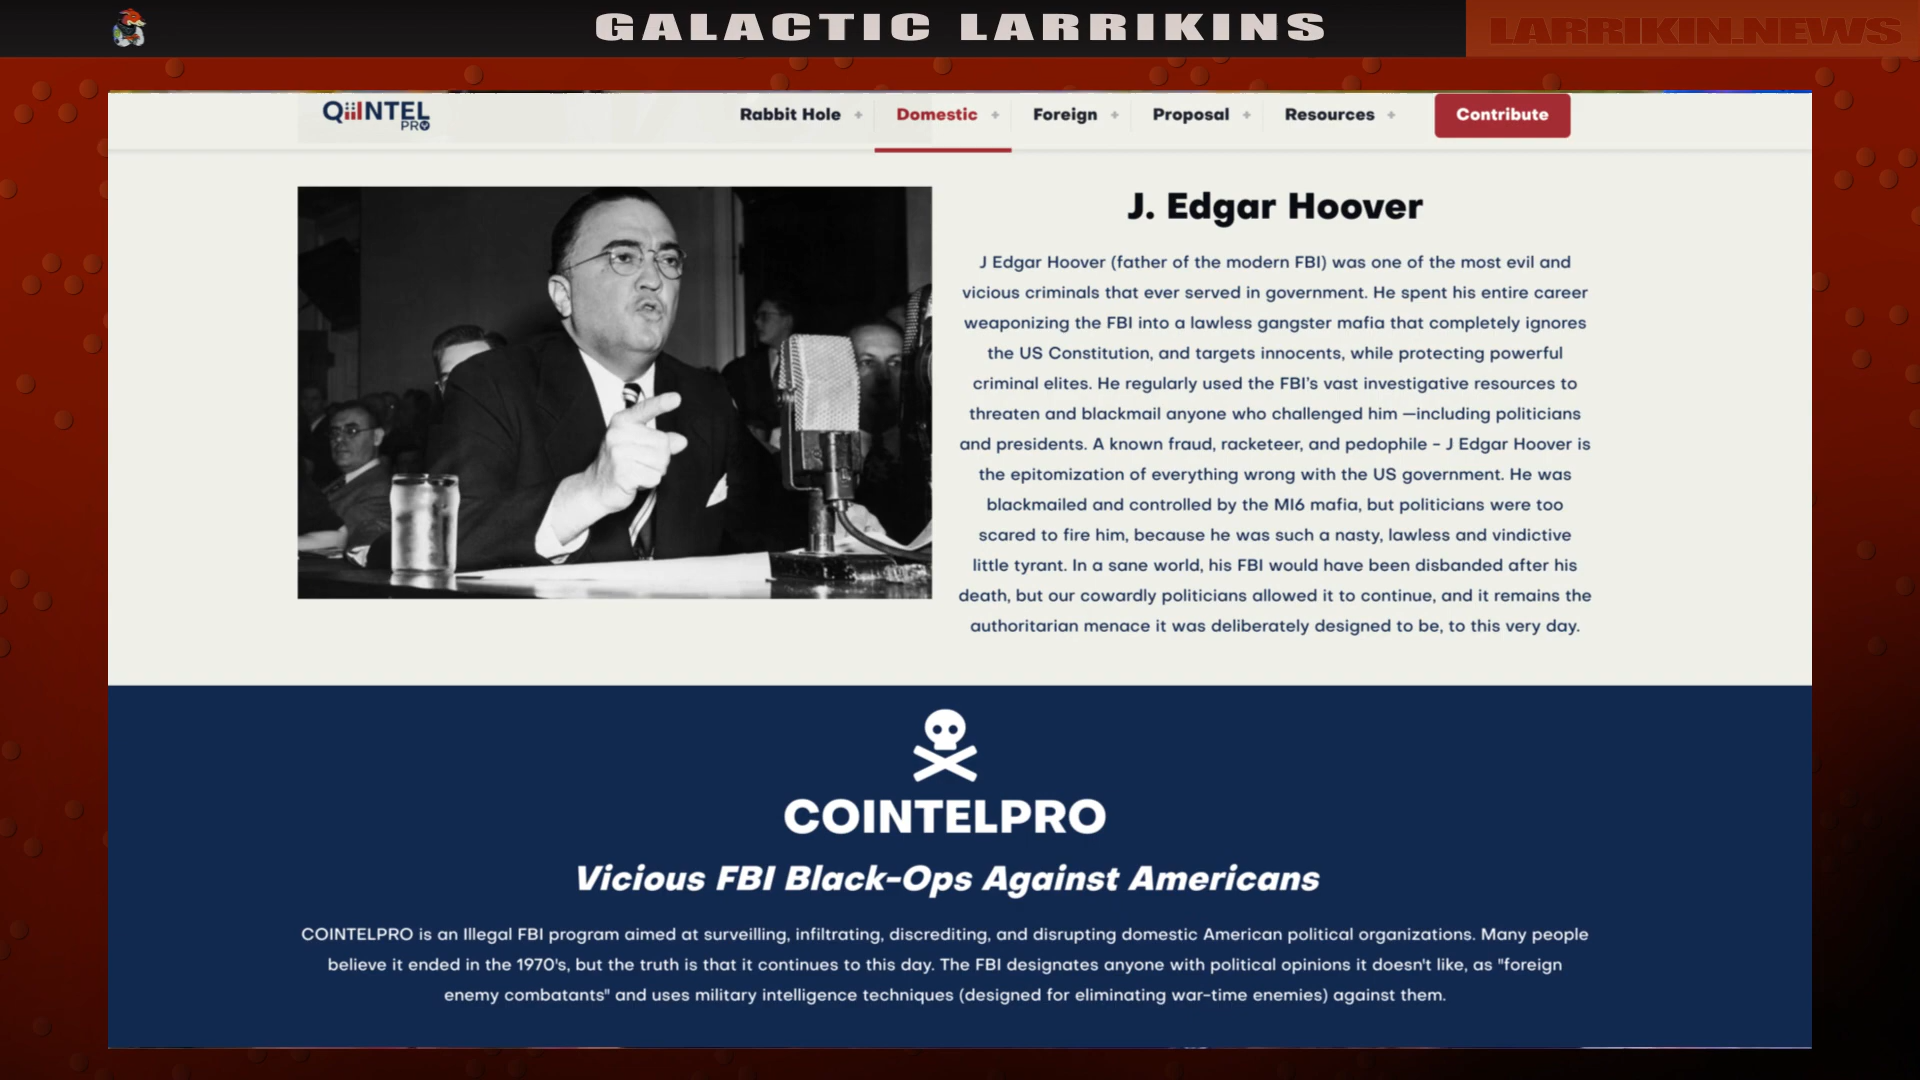 GALACTIC LARRIKINS
LARRIKIN.NEWS
QiiINTEL
PRO
Rabbit Hole +
Domestic +
Foreign +
Proposal +
Resources +
Contribute
J. Edgar Hoover
J Edgar Hoover (father of the modern FBI) was one of the most evil and
vicious criminals that ever served in government. He spent his entire career
weaponizing the FBI into a lawless gangster mafia that completely ignores
the US Constitution, and targets innocents, while protecting powerful
criminal elites. He regularly used the FBI's vast investigative resources to
threaten and blackmail anyone who challenged him —including politicians
and presidents. A known fraud, racketeer, and pedophile - J Edgar Hoover is
the epitomization of everything wrong with the US government. He was
blackmailed and controlled by the MI6 mafia, but politicians were too
scared to fire him, because he was such a nasty, lawless and vindictive
little tyrant. In a sane world, his FBI would have been disbanded after his
death, but our cowardly politicians allowed it to continue, and it remains the
authoritarian menace it was deliberately designed to be, to this very day.
COINTELPRO
Vicious FBI Black-Ops Against Americans
COINTELPRO is an Illegal FBI program aimed at surveilling, infiltrating, discrediting, and disrupting domestic American political organizations. Many people
believe it ended in the 1970's, but the truth is that it continues to this day. The FBI designates anyone with political opinions it doesn't like, as "foreign
enemy combatants" and uses military intelligence techniques (designed for eliminating war-time enemies) against them.